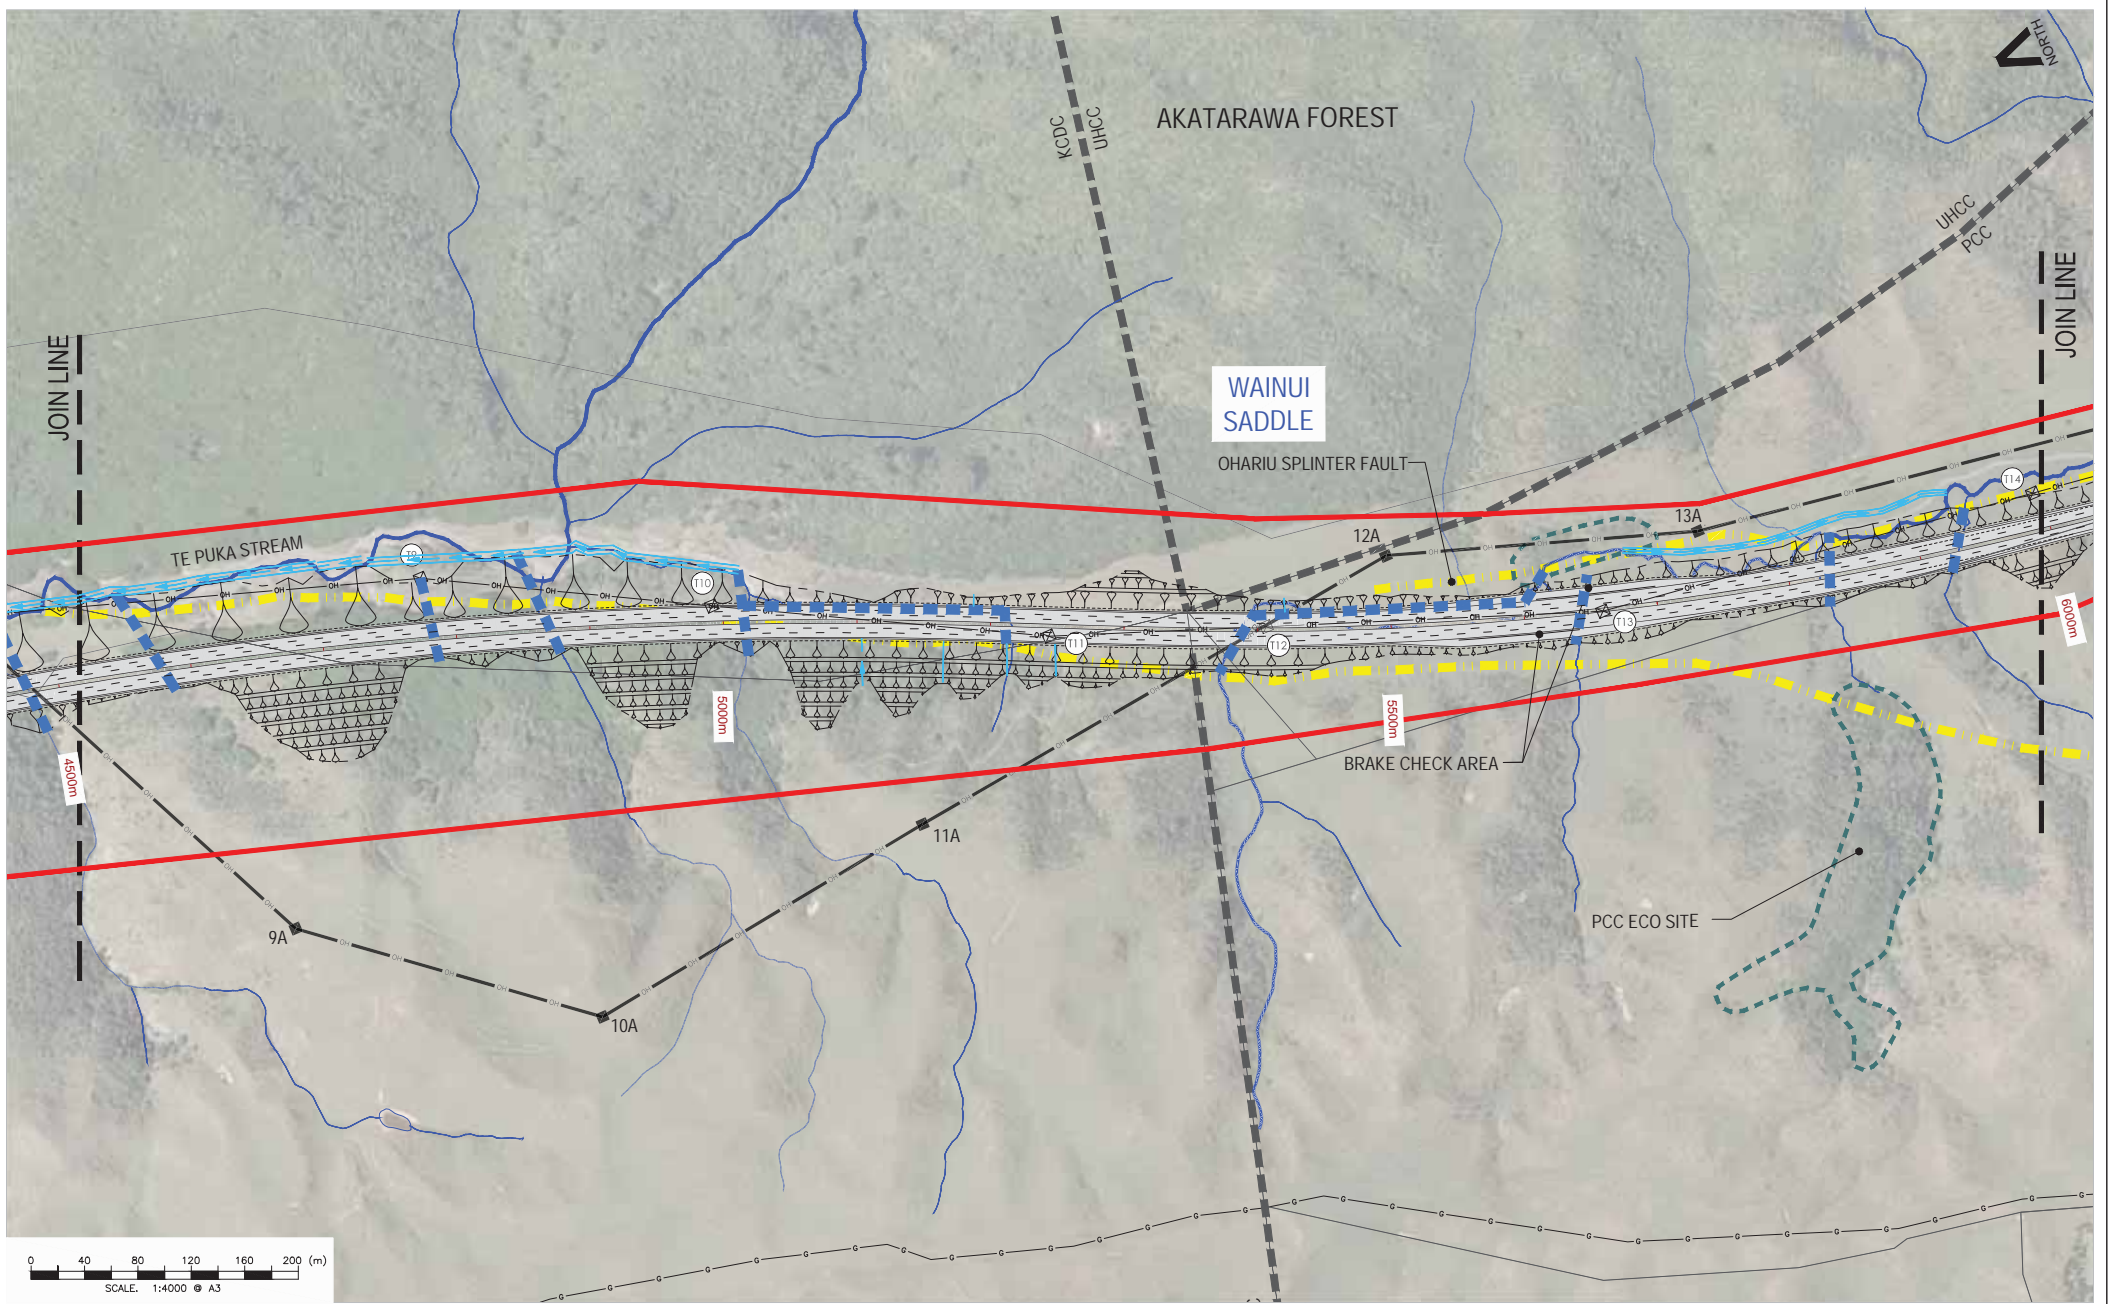 NORTH
KCDC
UHCC
AKATARAWA FOREST
UHCC
PCC
JOIN LINE
JOIN LINE
WAINUI
SADDLE
OHARIU SPLINTER FAULT
T14
12A
13A
TE PUKA STREAM
T9
T10
T11
T12
T13
6000m
5000m
5500m
4500m
BRAKE CHECK AREA
11A
9A
10A
PCC ECO SITE
0 40 80 120 160 200 (m)
SCALE. 1:4000 @ A3